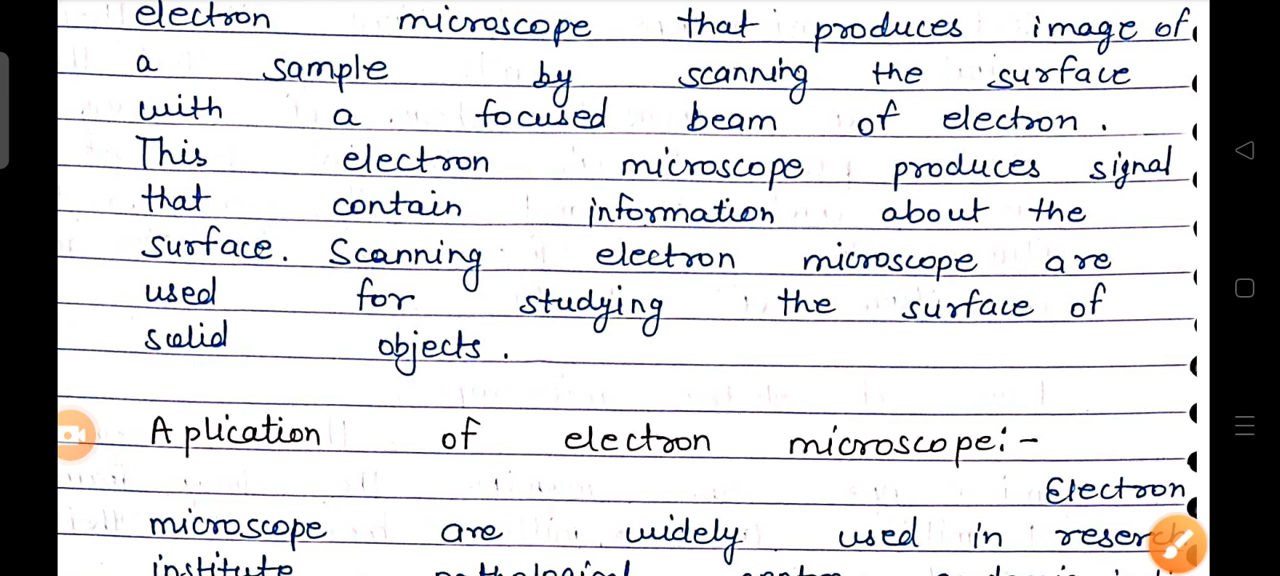 electron microscope that produces image of
a sample by scanning the surface
with a focused beam of electron.
This electron microscope produces signal
that contain information about the
surface. Scanning electron microscope are
used for studying the surface of
solid objects.
Aplication of electron microscope:-
Electron
microscope are widely used in
institute